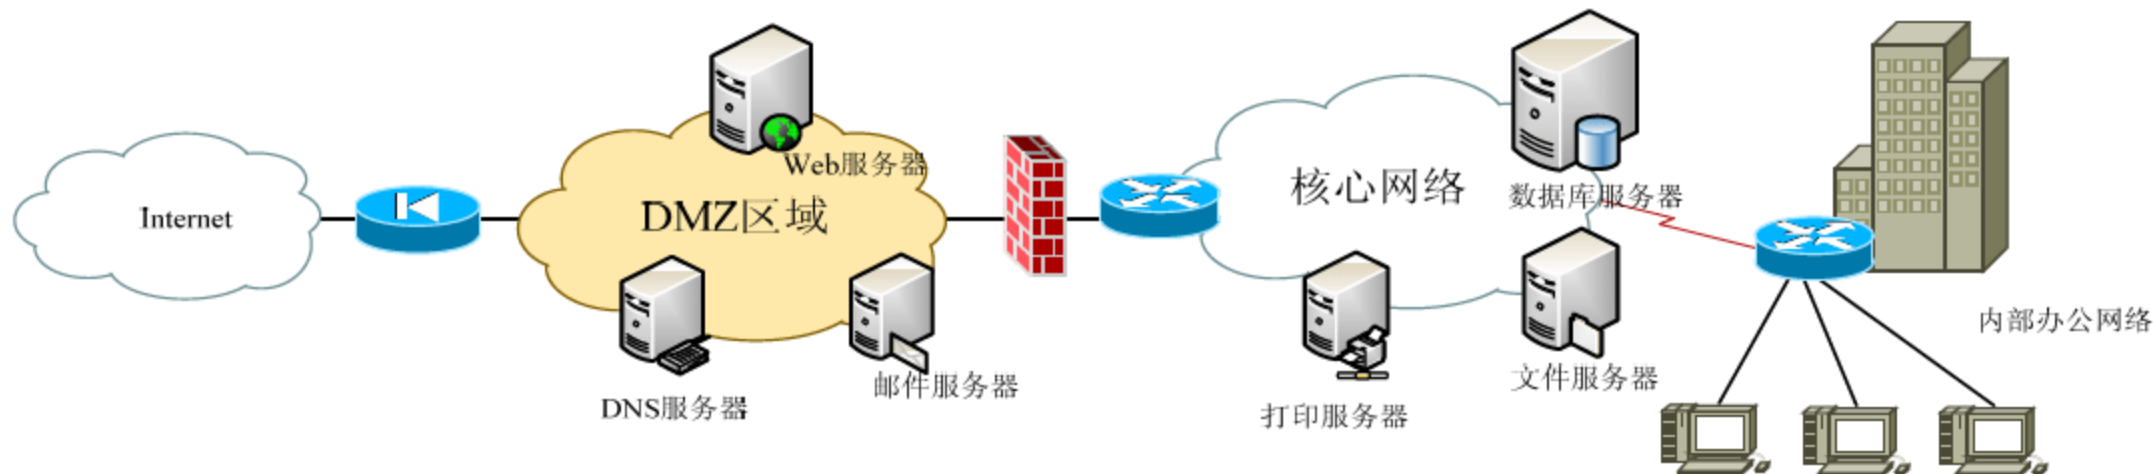 Internet
Web服务器
DMZ区域
DNS服务器
邮件服务器
核心网络
数据库服务器
打印服务器
文件服务器
内部办公网络